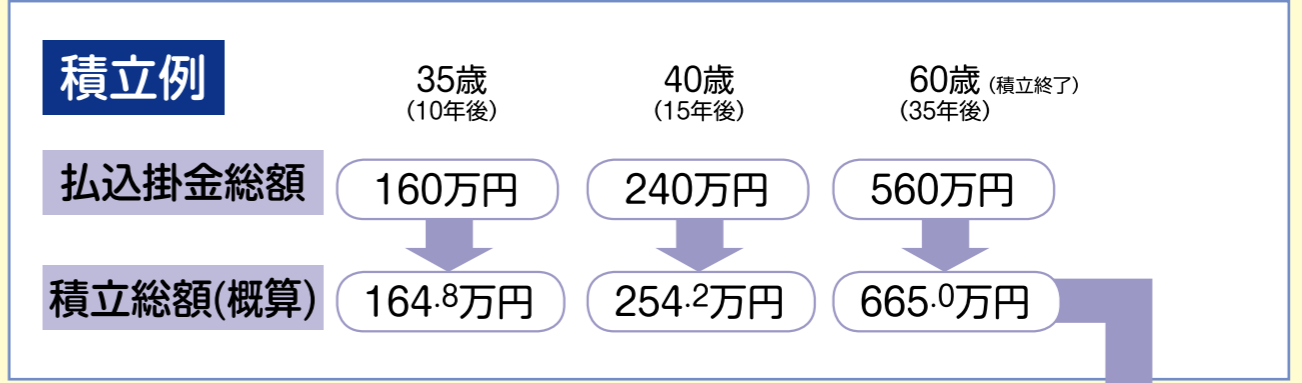 積立例
35歳 40歳 60歳 (積立終了)
(10年後) (15年後) (35年後)
払込掛金総額 160万円 240万円 560万円
積立総額(概算) 164.8万円 254.2万円 665.0万円